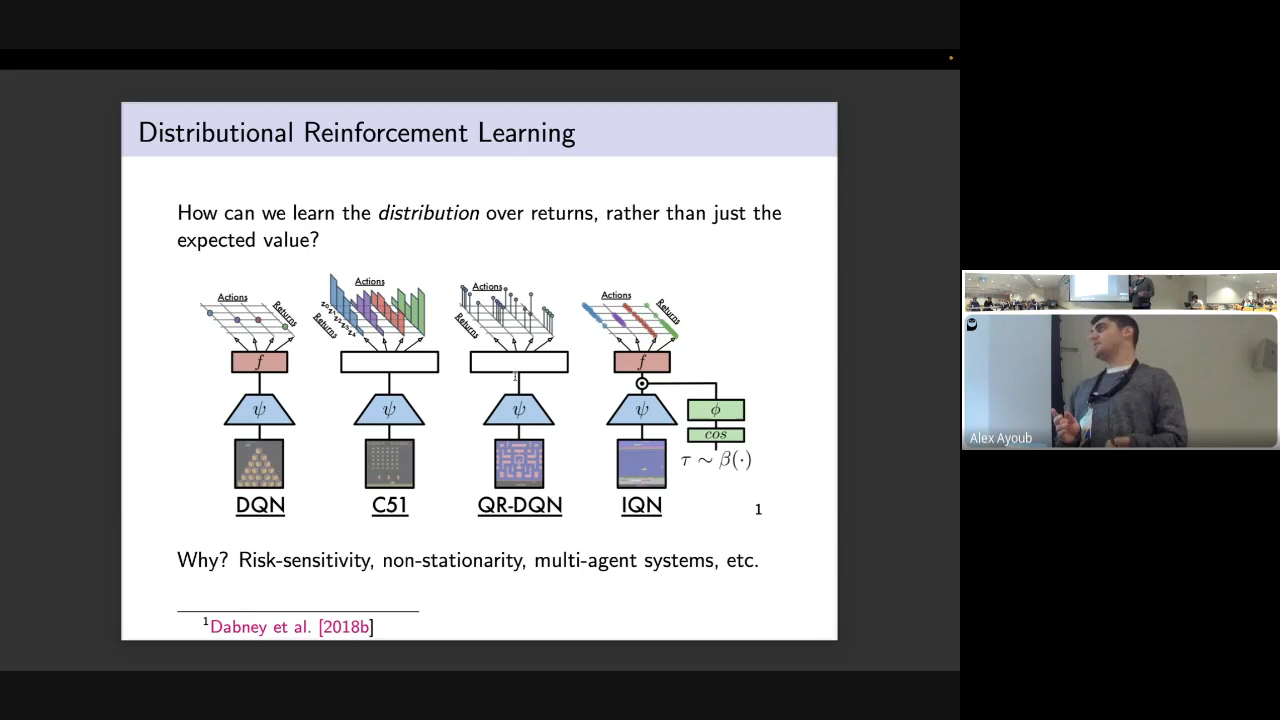 Distributional Reinforcement Learning
How can we learn the distribution over returns, rather than just the
expected value?
Actions
Returns
Actions
Returns
Actions
Returns
Actions
Returns
f
f
ψ
ψ
ψ
ψ
ϕ
cos
τ ∼ β(·)
DQN
C51
QR-DQN
IQN
1
Why? Risk-sensitivity, non-stationarity, multi-agent systems, etc.
1Dabney et al. [2018b]
Alex Ayoub